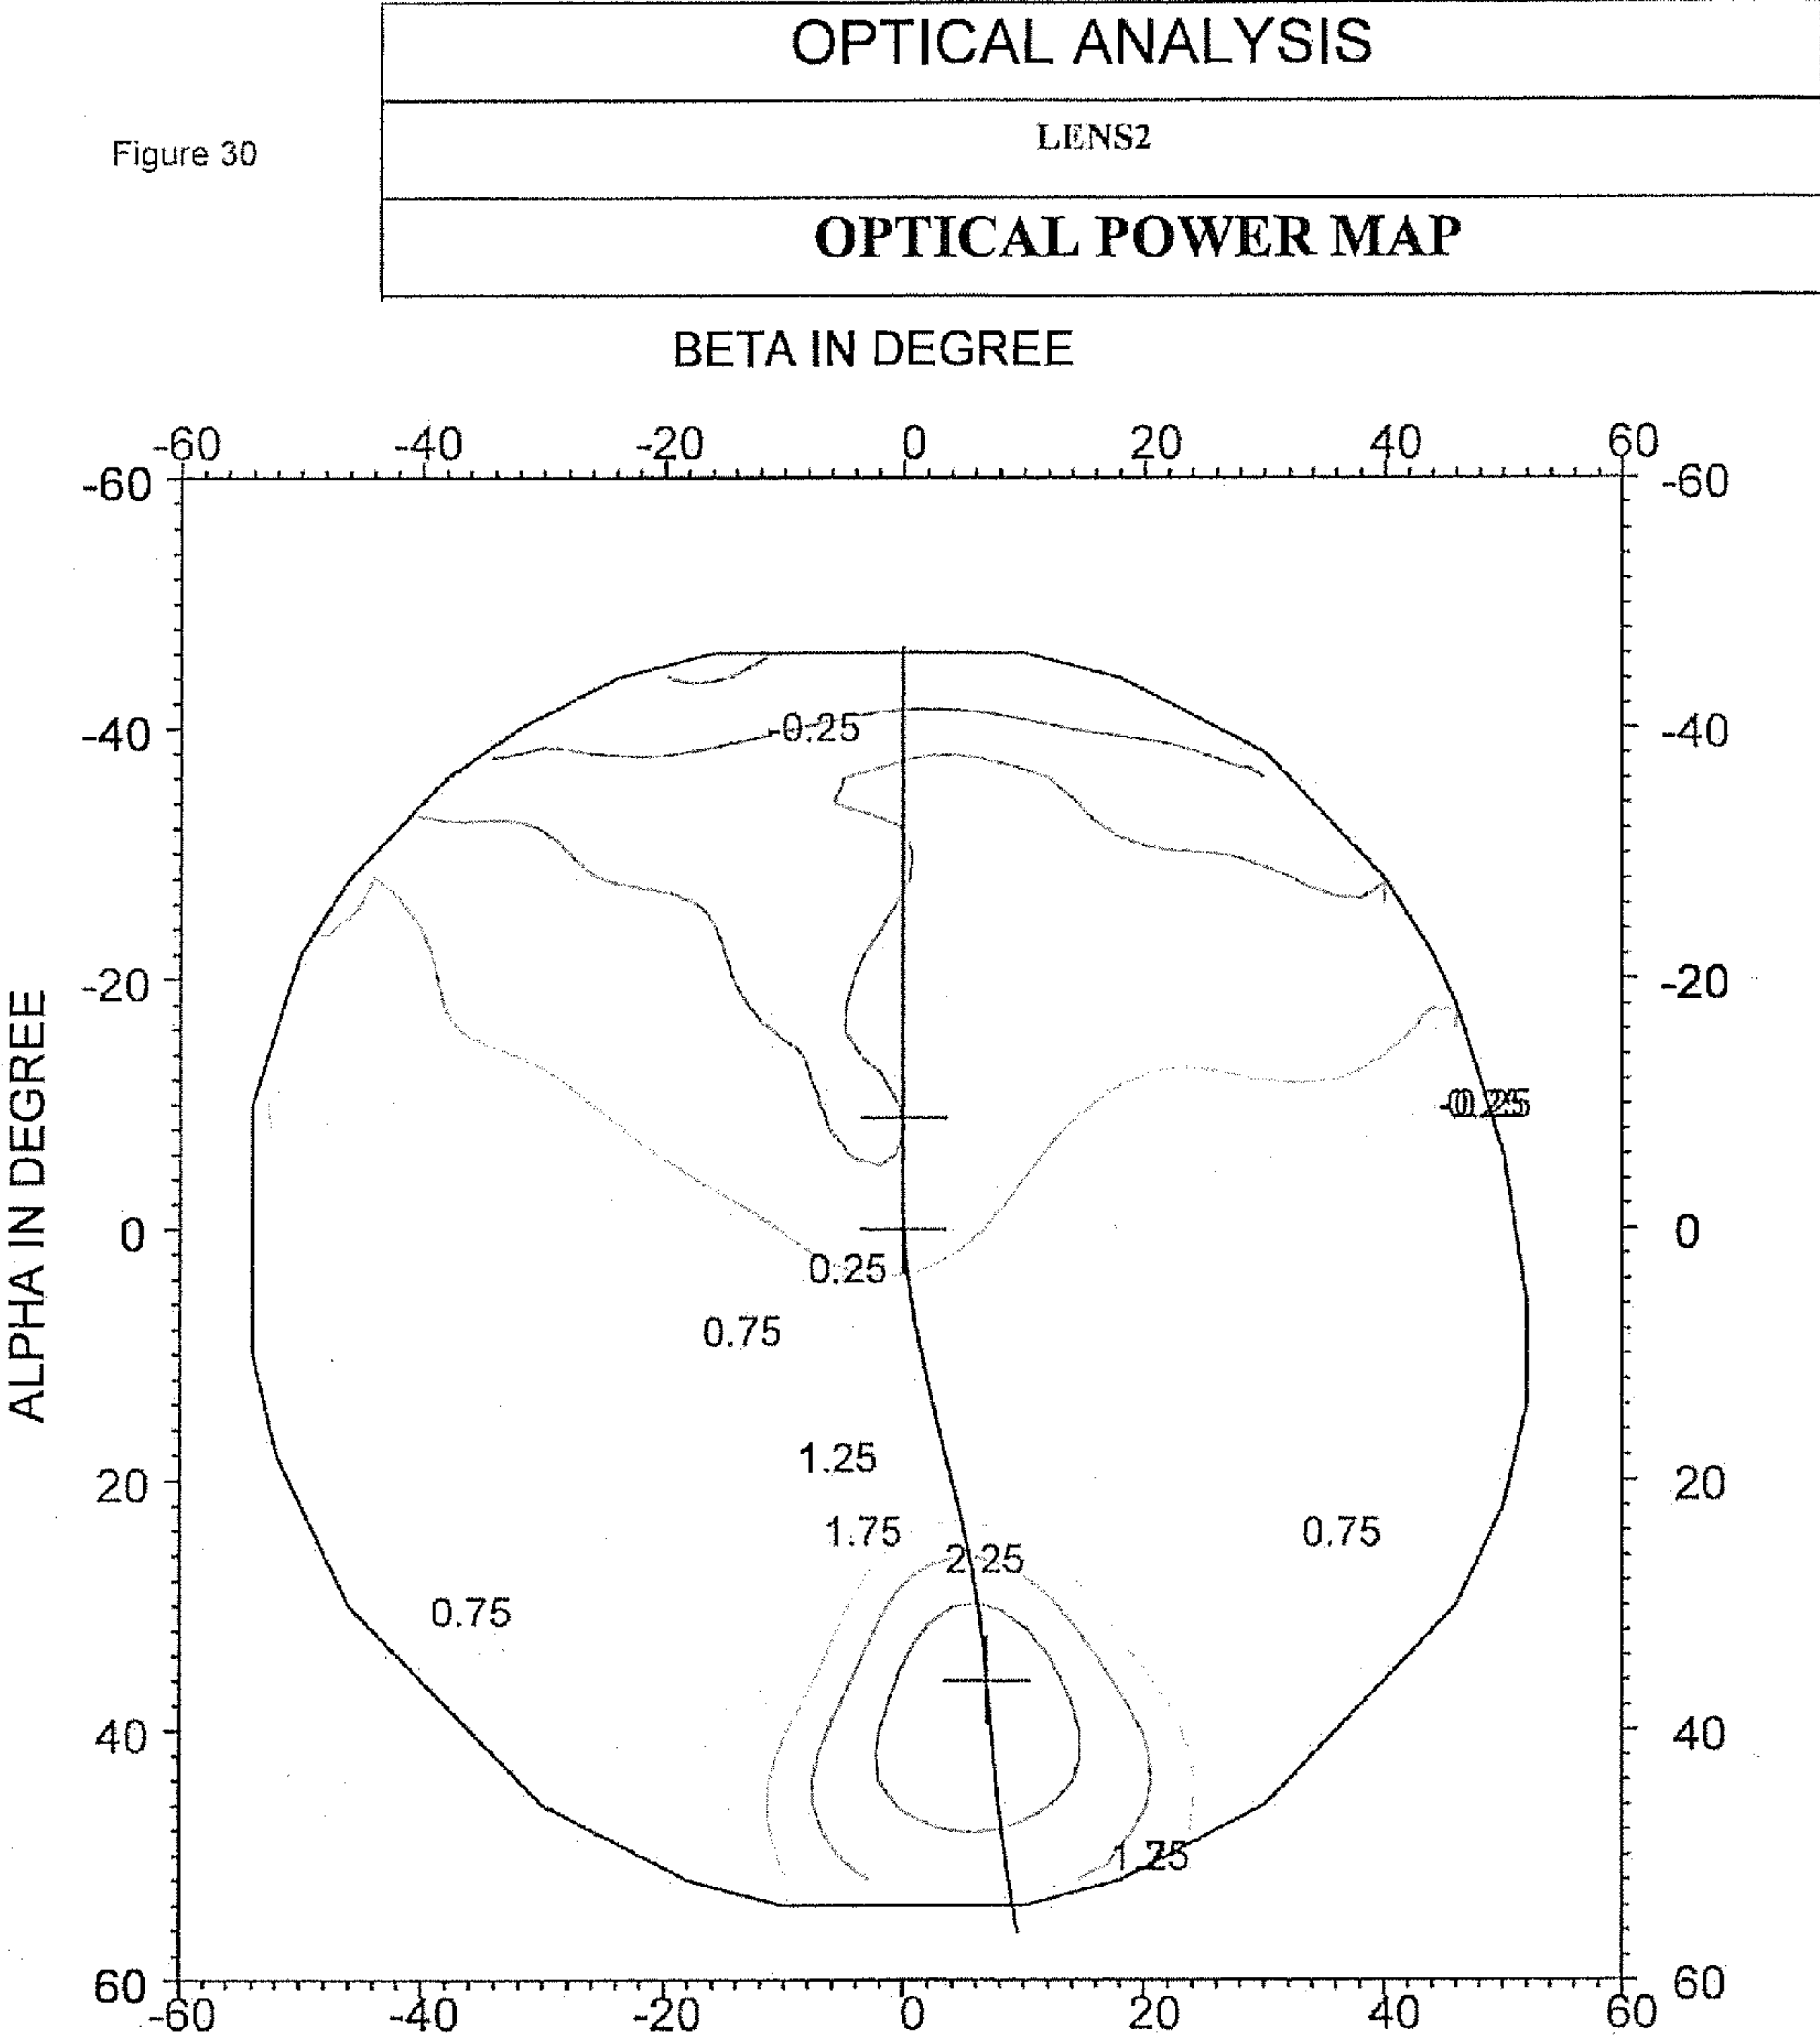 OPTICAL ANALYSIS
Figure 30
LENS2
OPTICAL POWER MAP
BETA IN DEGREE
-60 -40 -20 0 20 40 60
-60 -60
-40 -0.25 -40
-20 -20
ALPHA IN DEGREE
0 0
0.25
0.75
1.25
20 20
1.75 0.75
2.25
0.75
40 40
60 60
-60 -40 -20 0 20 40 60